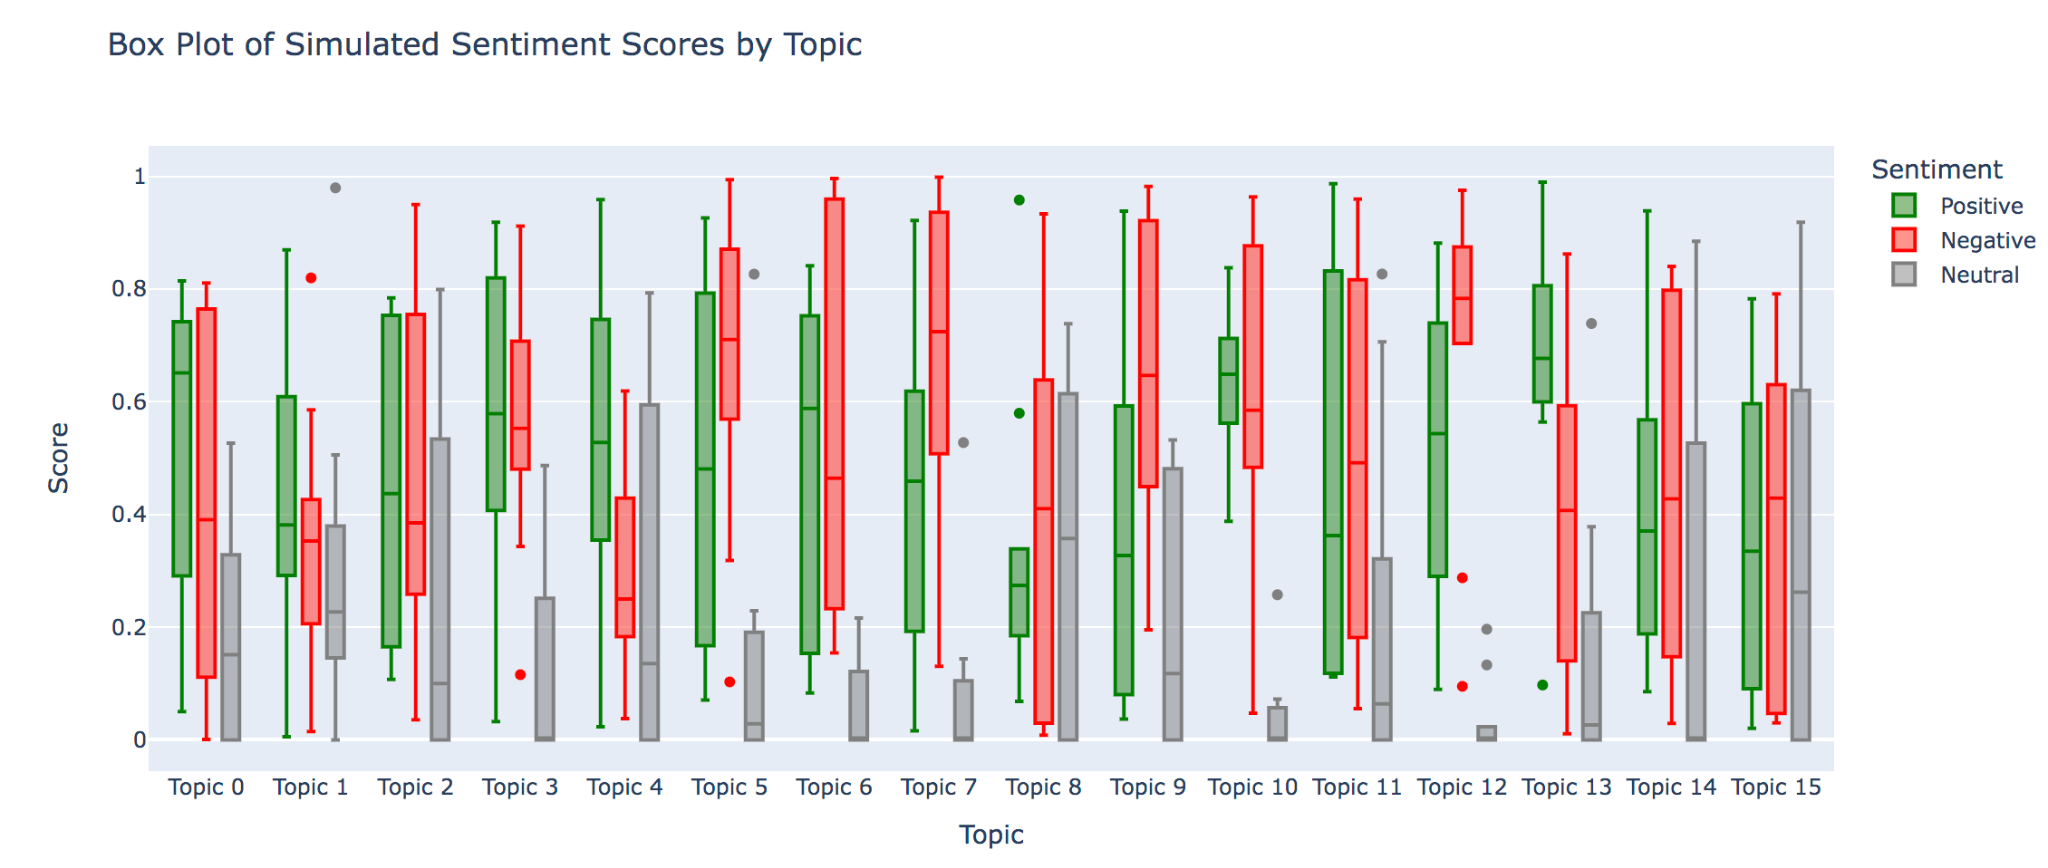 Box Plot of Simulated Sentiment Scores by Topic
Sentiment
Positive
Negative
Neutral
Score
1
0.8
0.6
0.4
0.2
0
Topic 0 Topic 1 Topic 2 Topic 3 Topic 4 Topic 5 Topic 6 Topic 7 Topic 8 Topic 9 Topic 10 Topic 11 Topic 12 Topic 13 Topic 14 Topic 15
Topic